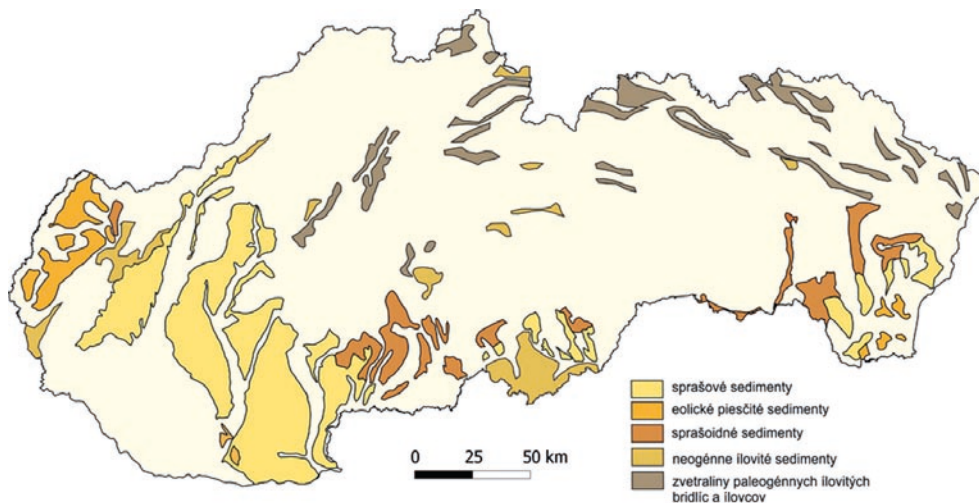 sprašové sedimenty
eolické piesčité sedimenty
sprašoidné sedimenty
neogénne ílovité sedimenty
zvetraliny paleogénnych ílovitých
bridlíc a ílovcov
0 25 50 km